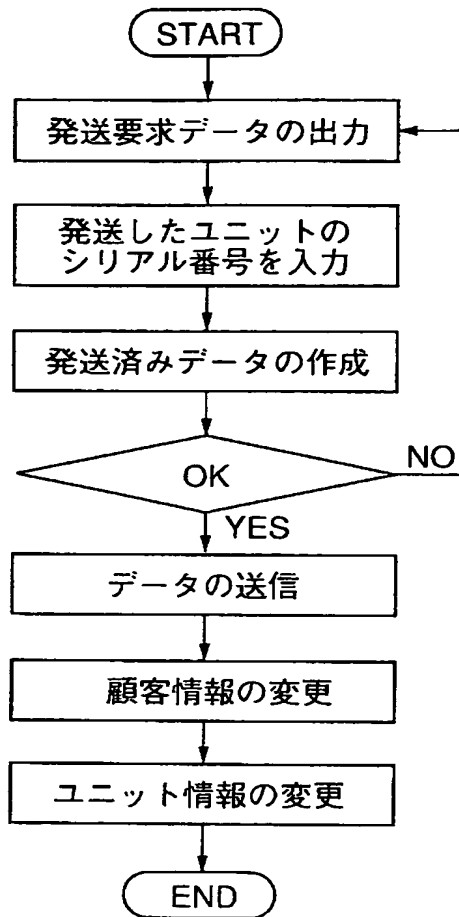 START
発送要求データの出力
発送したユニットの
シリアル番号を入力
発送済みデータの作成
OK
NO
YES
データの送信
顧客情報の変更
ユニット情報の変更
END